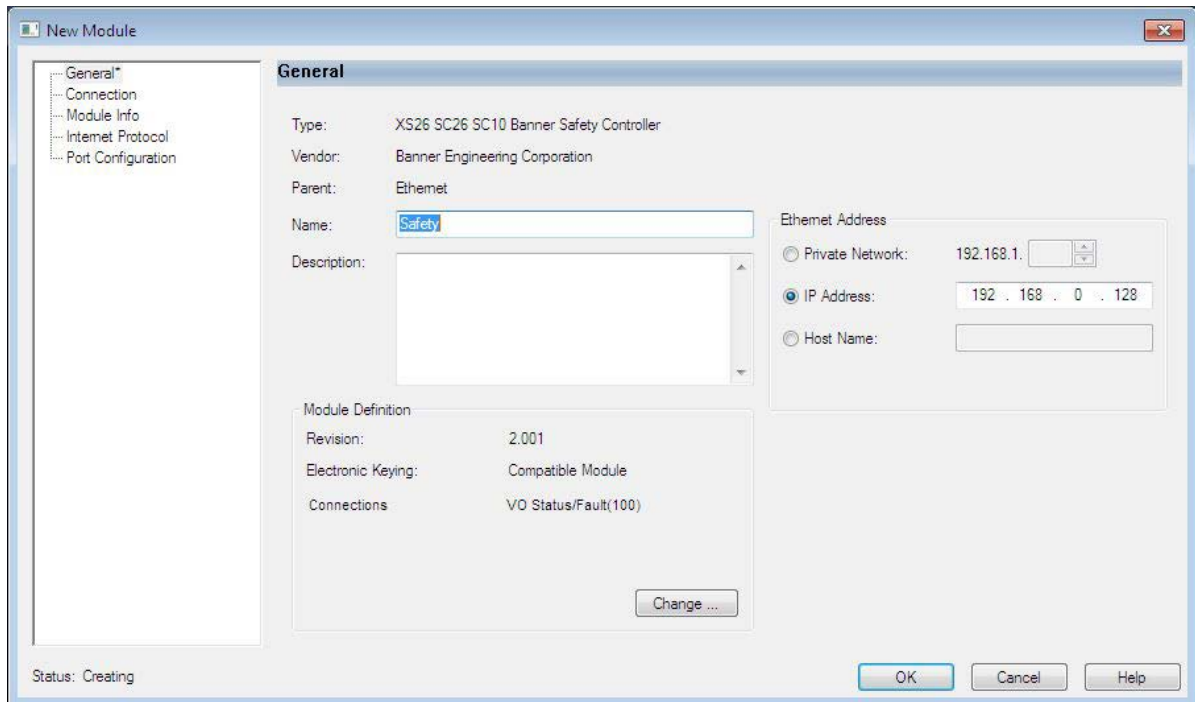 New Module
General*
Connection
Module Info
Internet Protocol
Port Configuration
General
Type: XS26 SC26 SC10 Banner Safety Controller
Vendor: Banner Engineering Corporation
Parent: Ethernet
Name: Safety
Description:
Ethernet Address
Private Network: 192.168.1.
IP Address: 192 . 168 . 0 . 128
Host Name:
Module Definition
Revision: 2.001
Electronic Keying: Compatible Module
Connections VO Status/Fault(100)
Change ...
Status: Creating
OK Cancel Help